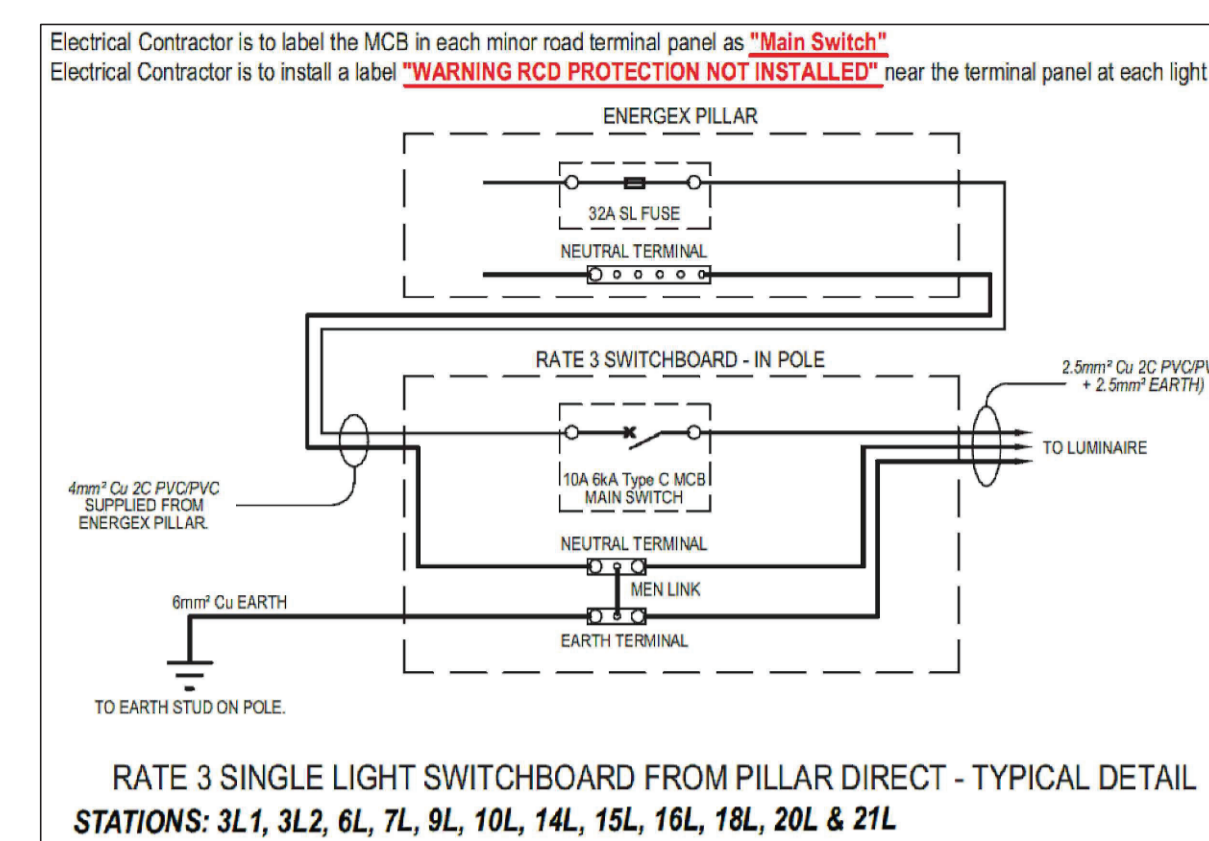 Electrical Contractor is to label the MCB in each minor road terminal panel as "Main Switch"
Electrical Contractor is to install a label "WARNING RCD PROTECTION NOT INSTALLED" near the terminal panel at each light
ENERGEX PILLAR
32A SL FUSE
NEUTRAL TERMINAL
RATE 3 SWITCHBOARD - IN POLE
2.5mm² Cu 2C PVC/PV
+ 2.5mm² EARTH)
TO LUMINAIRE
10A 6kA Type C MCB
MAIN SWITCH
4mm² Cu 2C PVC/PVC
SUPPLIED FROM
ENERGEX PILLAR.
NEUTRAL TERMINAL
MEN LINK
6mm² Cu EARTH
EARTH TERMINAL
TO EARTH STUD ON POLE.
RATE 3 SINGLE LIGHT SWITCHBOARD FROM PILLAR DIRECT - TYPICAL DETAIL
STATIONS: 3L1, 3L2, 6L, 7L, 9L, 10L, 14L, 15L, 16L, 18L, 20L & 21L